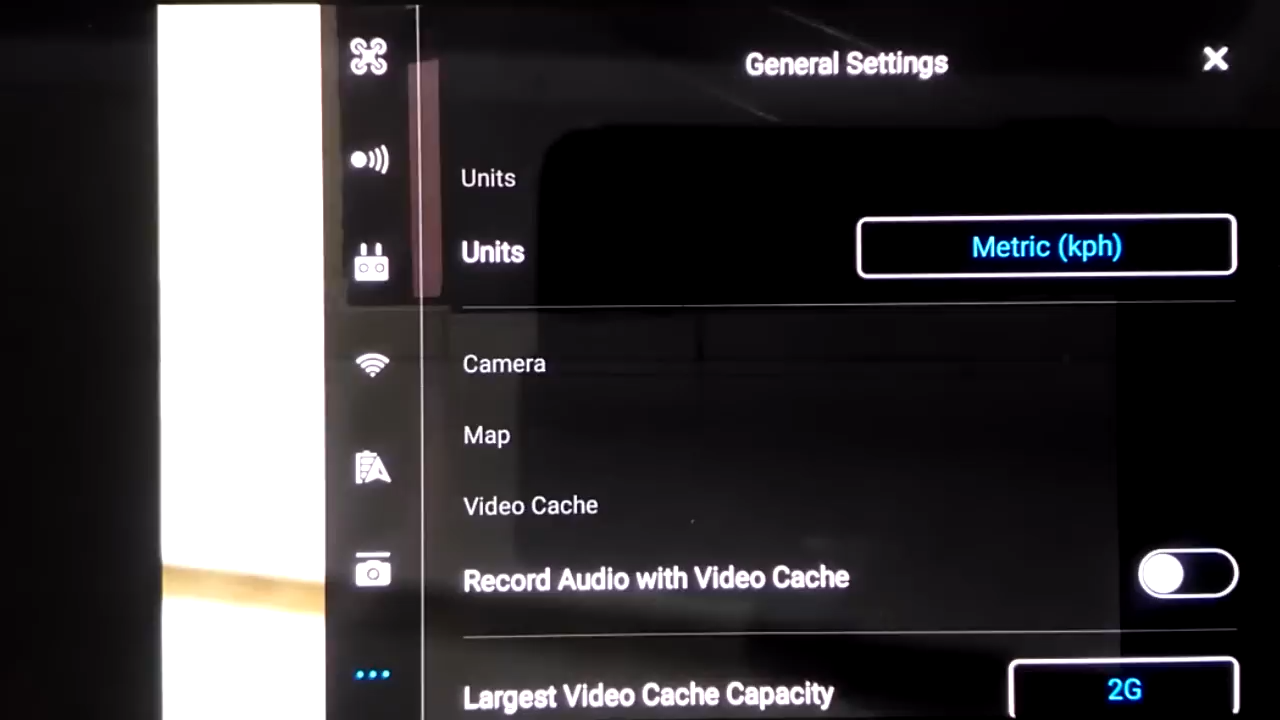 General Settings
Units
Units
Metric (kph)
Camera
Map
Video Cache
Record Audio with Video Cache
Largest Video Cache Capacity
2G